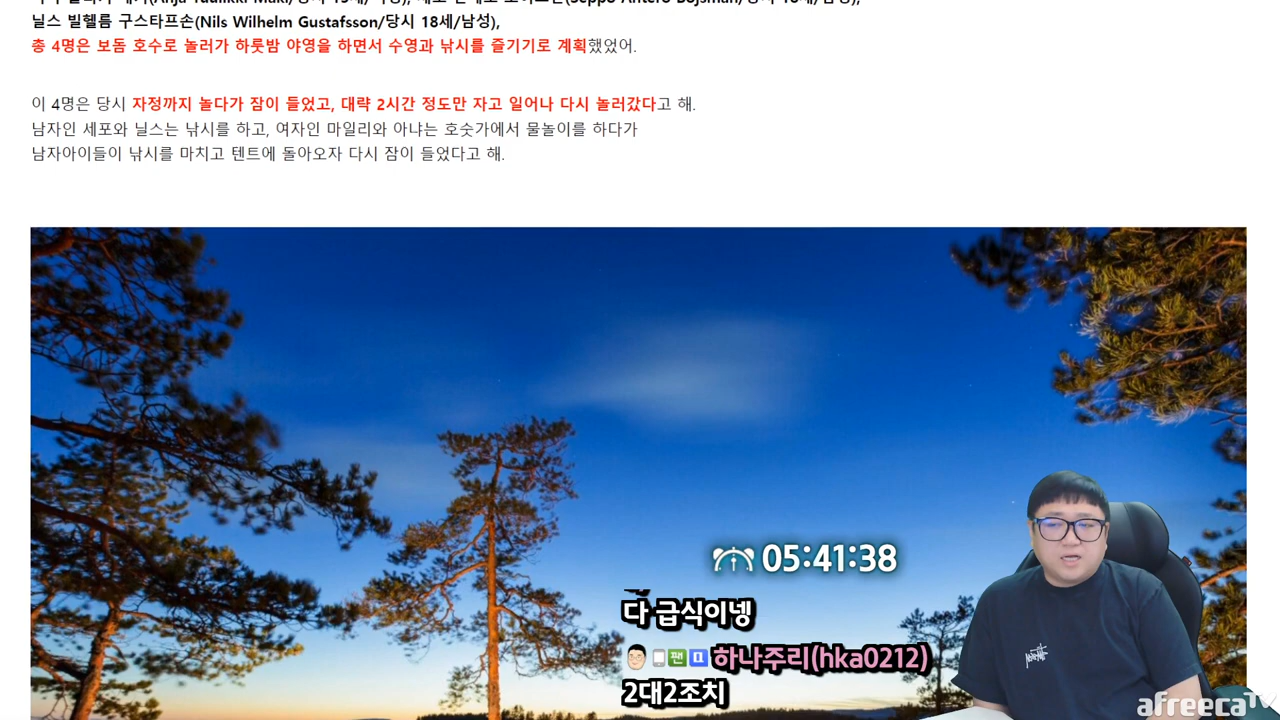 닐스 빌헬름 구스타프손(Nils Wilhelm Gustafsson/당시 18세/남성),
총 4명은 보돔 호수로 놀러가 하룻밤 야영을 하면서 수영과 낚시를 즐기기로 계획했었어.
이 4명은 당시 자정까지 놀다가 잠이 들었고, 대략 2시간 정도만 자고 일어나 다시 놀러갔다고 해.
남자인 세포와 닐스는 낚시를 하고, 여자인 마일리와 아냐는 호숫가에서 물놀이를 하다가
남자아이들이 낚시를 마치고 텐트에 돌아오자 다시 잠이 들었다고 해.
05:41:38
다 급식이넹
팬 하나주리(hka0212)
2대2조치
afreecaTV